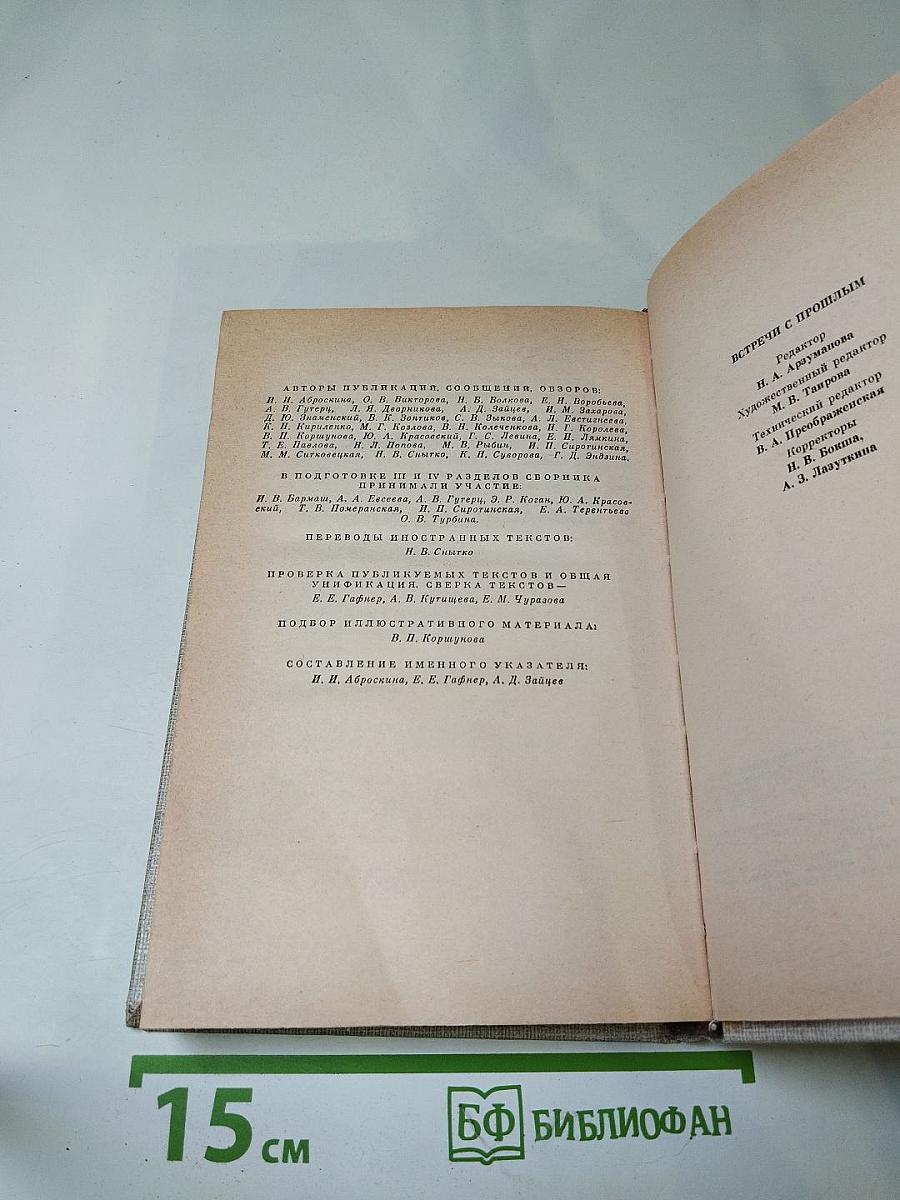 АВТОРЫ ПУБЛИКАЦИЙ, СООБЩЕНИЙ, ОБЗОРОВ:
И. И. Аброскина, О. В. Викторова, Н. Б. Волкова, Е. Н. Воробьева,
А. В. Гутерц, Л. Я. Дворникова, А. Д. Зайцев, И. М. Захарова,
Д. Ю. Знаменский, В. К. Зонтиков, С. В. Зыкова, А. Л. Евстигнеева,
К. Н. Кириленко, М. Г. Козлова, В. Н. Колеченкова, Н. Г. Королева,
В. П. Коршунова, Ю. А. Красовский, Г. С. Левина, Е. И. Лямкина,
Т. Е. Павлова, Н. Л. Попова, М. В. Рыбин, И. П. Сиротинская,
М. М. Ситковецкая, Н. В. Снытко, К. Н. Суворова, Г. Д. Эндзина.
В ПОДГОТОВКЕ III И IV РАЗДЕЛОВ СБОРНИКА
ПРИНИМАЛИ УЧАСТИЕ:
И. В. Бармаш, А. А. Евсеева, А. В. Гутерц, Э. Р. Коган, Ю. А. Красов-
ский, Т. В. Померанская, И. П. Сиротинская, Е. А. Терентьева
О. В. Турбина.
ПЕРЕВОДЫ ИНОСТРАННЫХ ТЕКСТОВ:
Н. В. Снытко
ПРОВЕРКА ПУБЛИКУЕМЫХ ТЕКСТОВ И ОБЩАЯ
УНИФИКАЦИЯ, СВЕРКА ТЕКСТОВ—
Е. Е. Гафнер, А. В. Кутищева, Е. М. Чуразова
ПОДБОР ИЛЛЮСТРАТИВНОГО МАТЕРИАЛА:
В. П. Коршунова
СОСТАВЛЕНИЕ ИМЕННОГО УКАЗАТЕЛЯ:
И. И. Аброскина, Е. Е. Гафнер, А. Д. Зайцев
ВСТРЕЧИ С ПРОШЛЫМ
Редактор
Н. А. Арзуманова
Художественный редактор
М. В. Таирова
Технический редактор
В. А. Преображенская
Корректоры
Н. В. Бокша,
А. З. Лазуткина
15 см
БФ БИБЛИОФАН